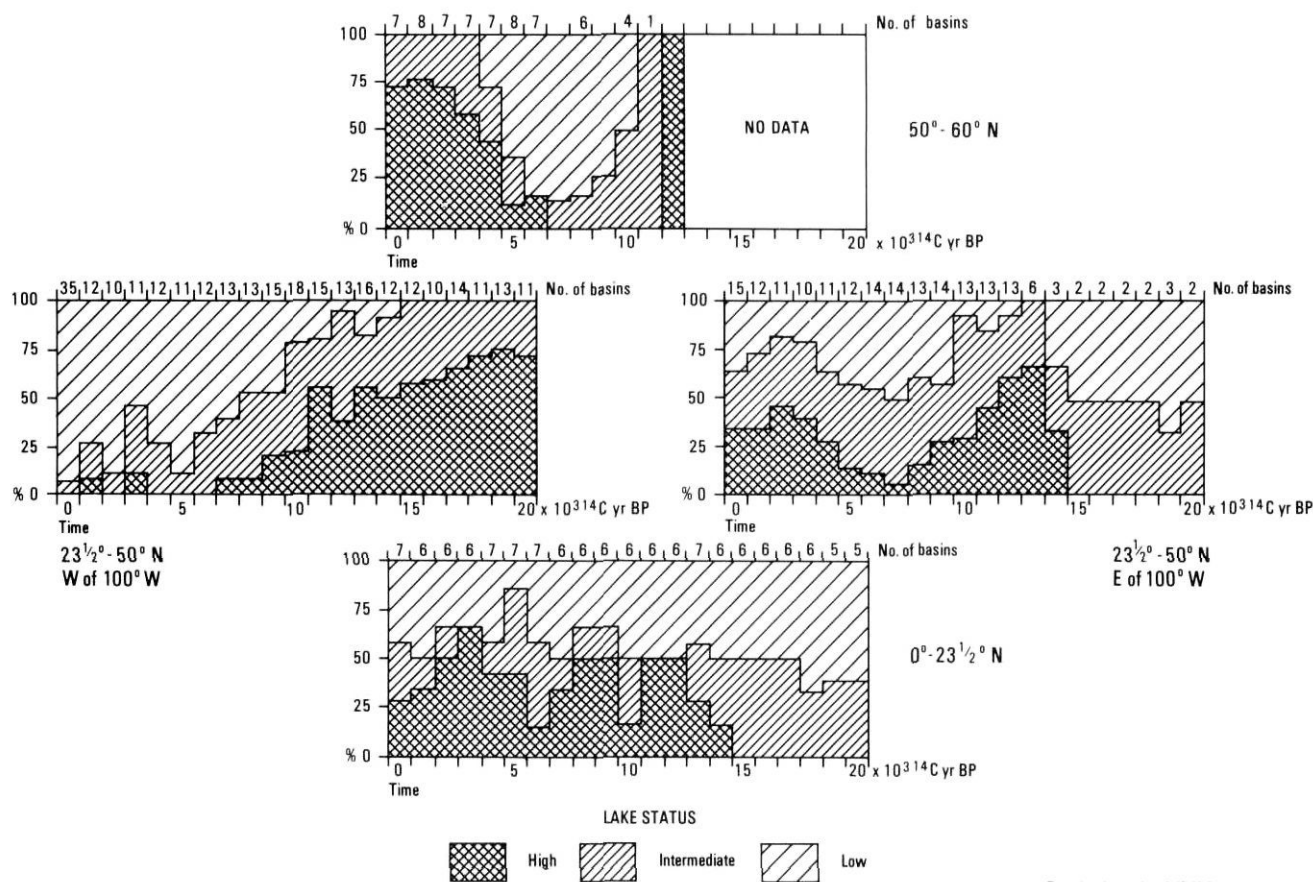 7 8 7 7 7 8 7 6 4 1 No. of basins
100
75
50
25
% 0
NO DATA
50°- 60° N
0 5 10 15 20 x 10³ ¹⁴C yr BP
Time
35 12 10 11 12 11 12 13 13 15 18 15 13 16 12 12 10 14 11 13 11 No. of basins
100
75
50
25
% 0
0 5 10 15 20 x 10³ ¹⁴C yr BP
Time
23½°-50° N
W of 100° W
15 12 11 10 11 12 14 14 13 14 13 13 13 6 3 2 2 2 2 3 2 No. of basins
100
75
50
25
% 0
0 5 10 15 20 x 10³ ¹⁴C yr BP
Time
23½°-50° N
E of 100° W
7 6 6 6 7 7 7 6 6 6 6 6 6 7 6 6 6 6 6 5 5 No. of basins
100
75
50
25
% 0
0°-23½° N
0 5 10 15 20 x 10³ ¹⁴C yr BP
Time
LAKE STATUS
High Intermediate Low